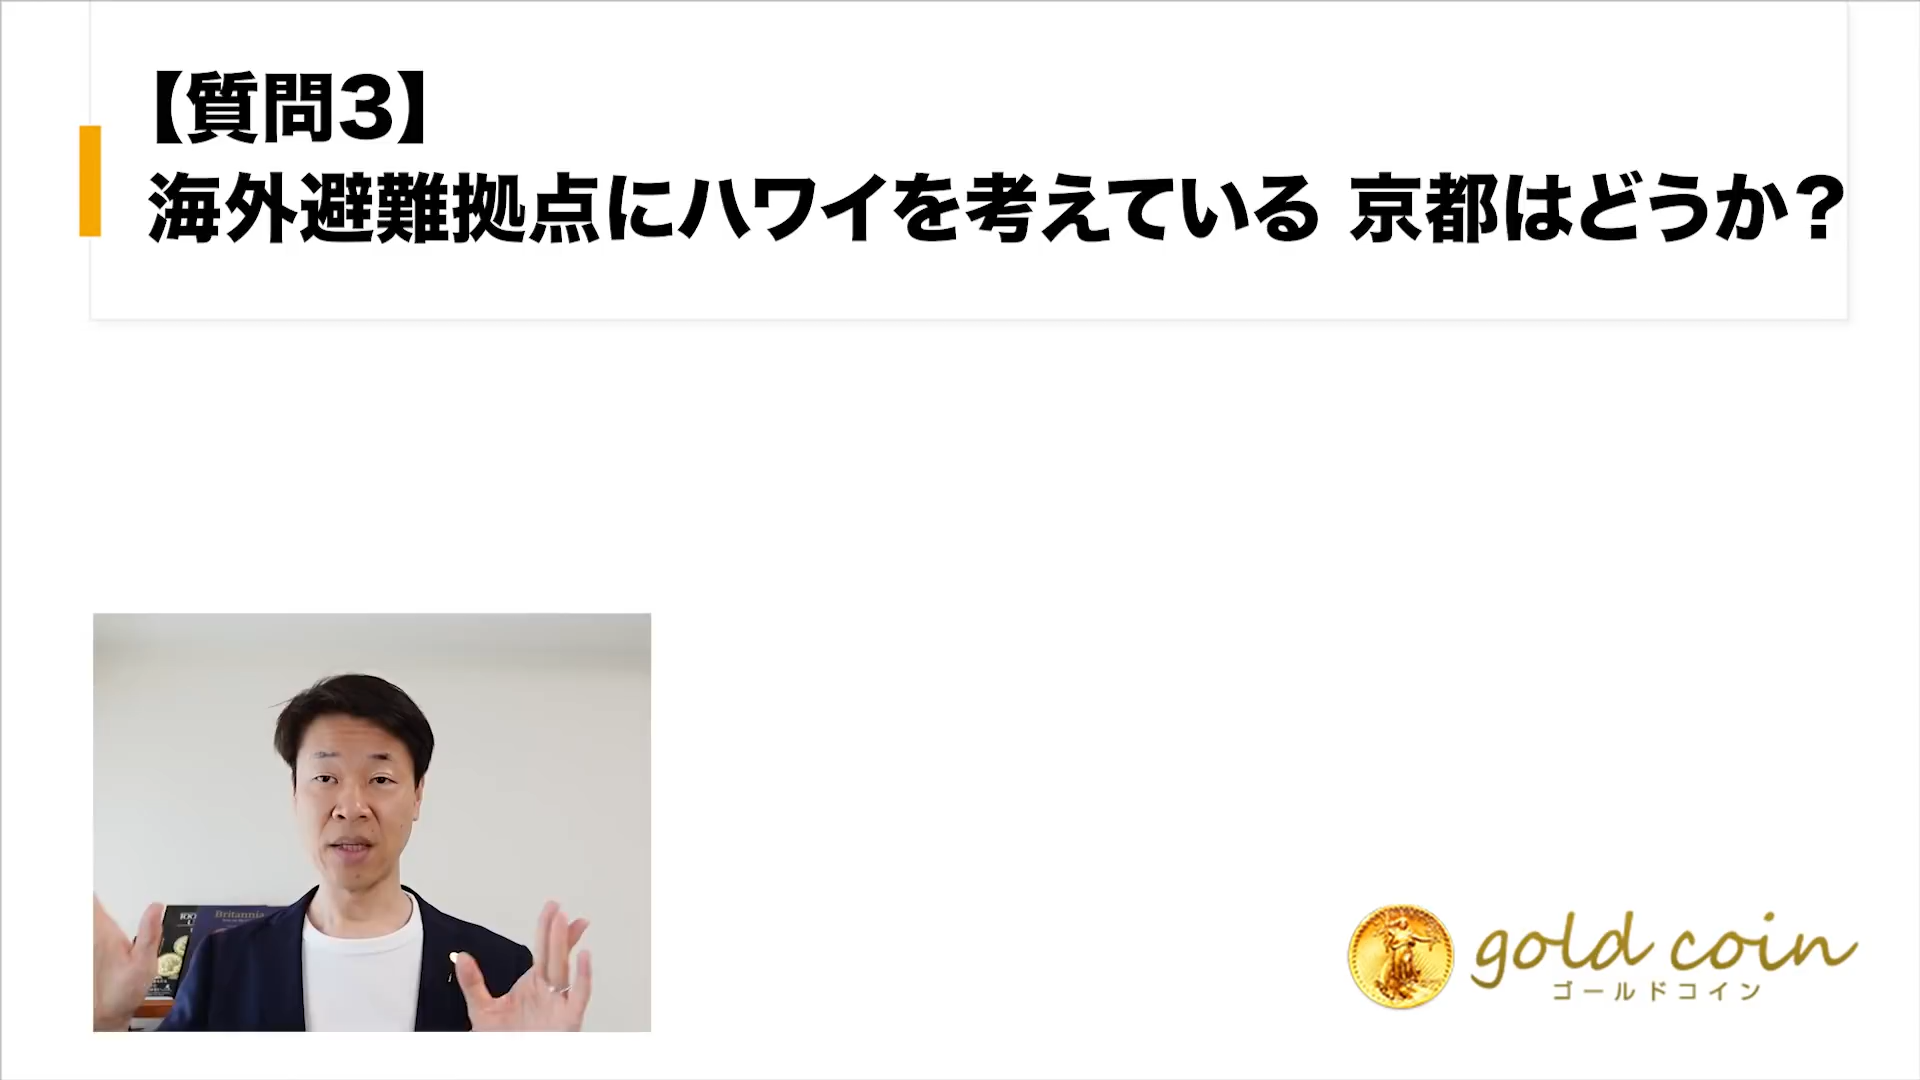 【質問3】
海外避難拠点にハワイを考えている 京都はどうか？
Britannia
gold coin
ゴールドコイン